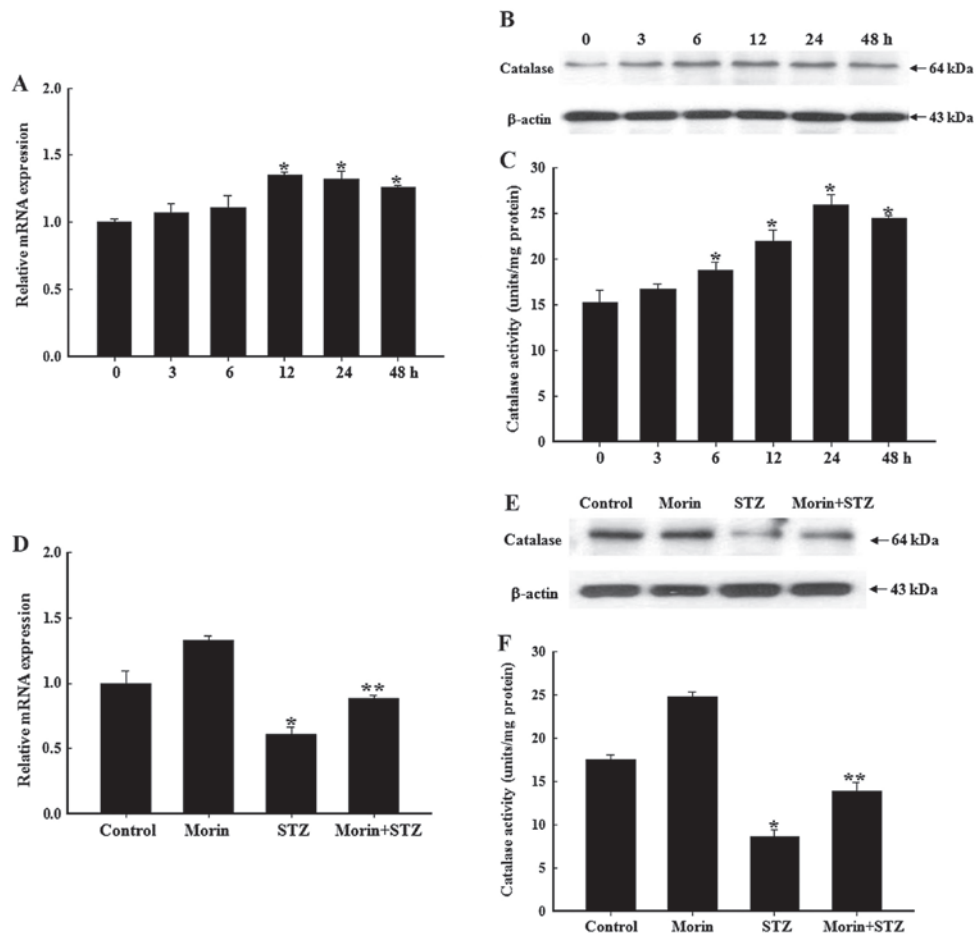 A
Relative mRNA expression
2.0
1.5
1.0
0.5
0.0
* * *
0 3 6 12 24 48 h
B
0 3 6 12 24 48 h
Catalase ← 64 kDa
β-actin ← 43 kDa
C
Catalase activity (units/mg protein)
30
25
20
15
10
5
0
* * * *
0 3 6 12 24 48 h
D
Relative mRNA expression
2.0
1.5
1.0
0.5
0.0
* **
Control Morin STZ Morin+STZ
E
Control Morin STZ Morin+STZ
Catalase ← 64 kDa
β-actin ← 43 kDa
F
Catalase activity (units/mg protein)
30
25
20
15
10
5
0
* **
Control Morin STZ Morin+STZ